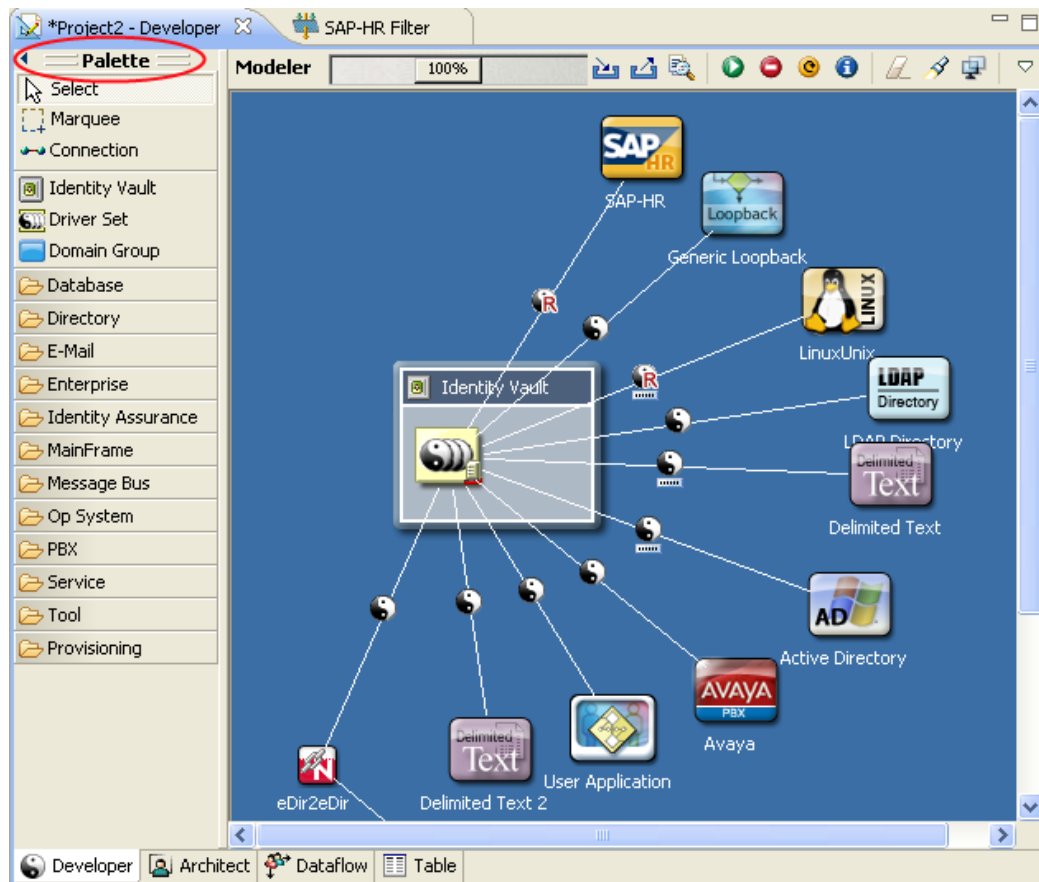 *Project2 - Developer
SAP-HR Filter
Palette
Select
Marquee
Connection
Identity Vault
Driver Set
Domain Group
Database
Directory
E-Mail
Enterprise
Identity Assurance
MainFrame
Message Bus
Op System
PBX
Service
Tool
Provisioning
Modeler
100%
SAP HR
SAP-HR
Loopback
Generic Loopback
LINUX
LinuxUnix
LDAP
Directory
LDAP Directory
Delimited
Text
Delimited Text
Identity Vault
R
R
AD
Active Directory
AVAYA
PBX
Avaya
User Application
Delimited
Text
Delimited Text 2
N
eDir2eDir
Developer
Architect
Dataflow
Table